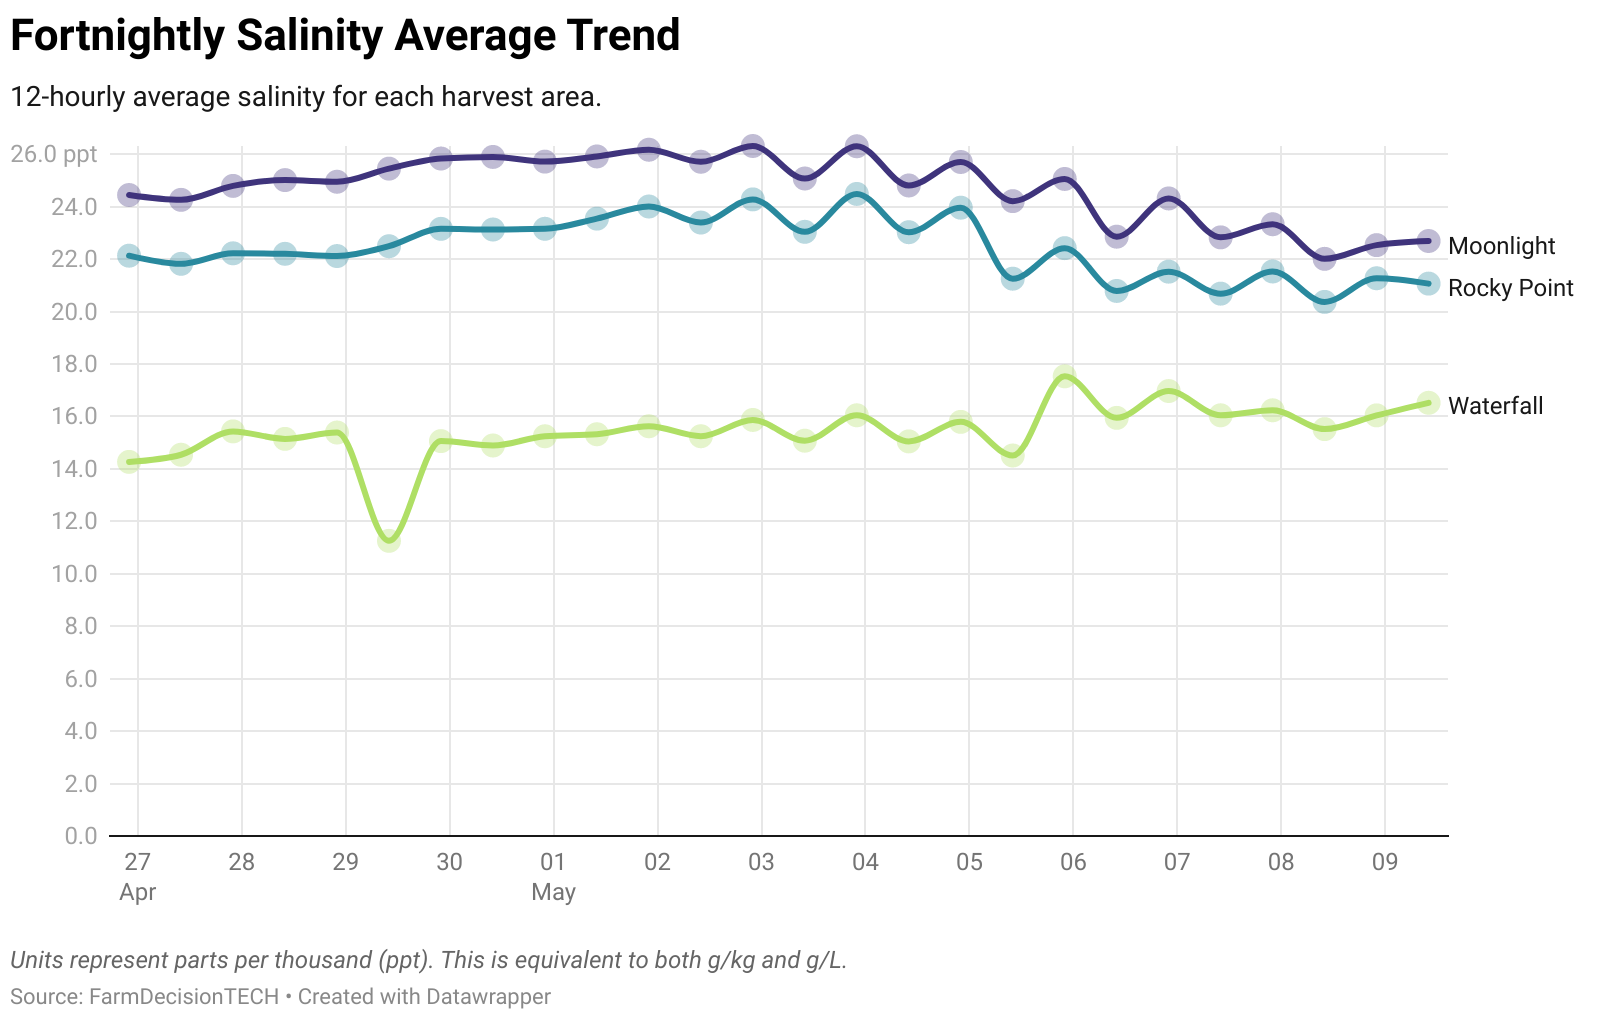 Fortnightly Salinity Average Trend
12-hourly average salinity for each harvest area.
26.0 ppt
24.0
22.0
20.0
18.0
16.0
14.0
12.0
10.0
8.0
6.0
4.0
2.0
0.0
Moonlight
Rocky Point
Waterfall
27 28 29 30 01 02 03 04 05 06 07 08 09
Apr May
Units represent parts per thousand (ppt). This is equivalent to both g/kg and g/L.
Source: FarmDecisionTECH • Created with Datawrapper